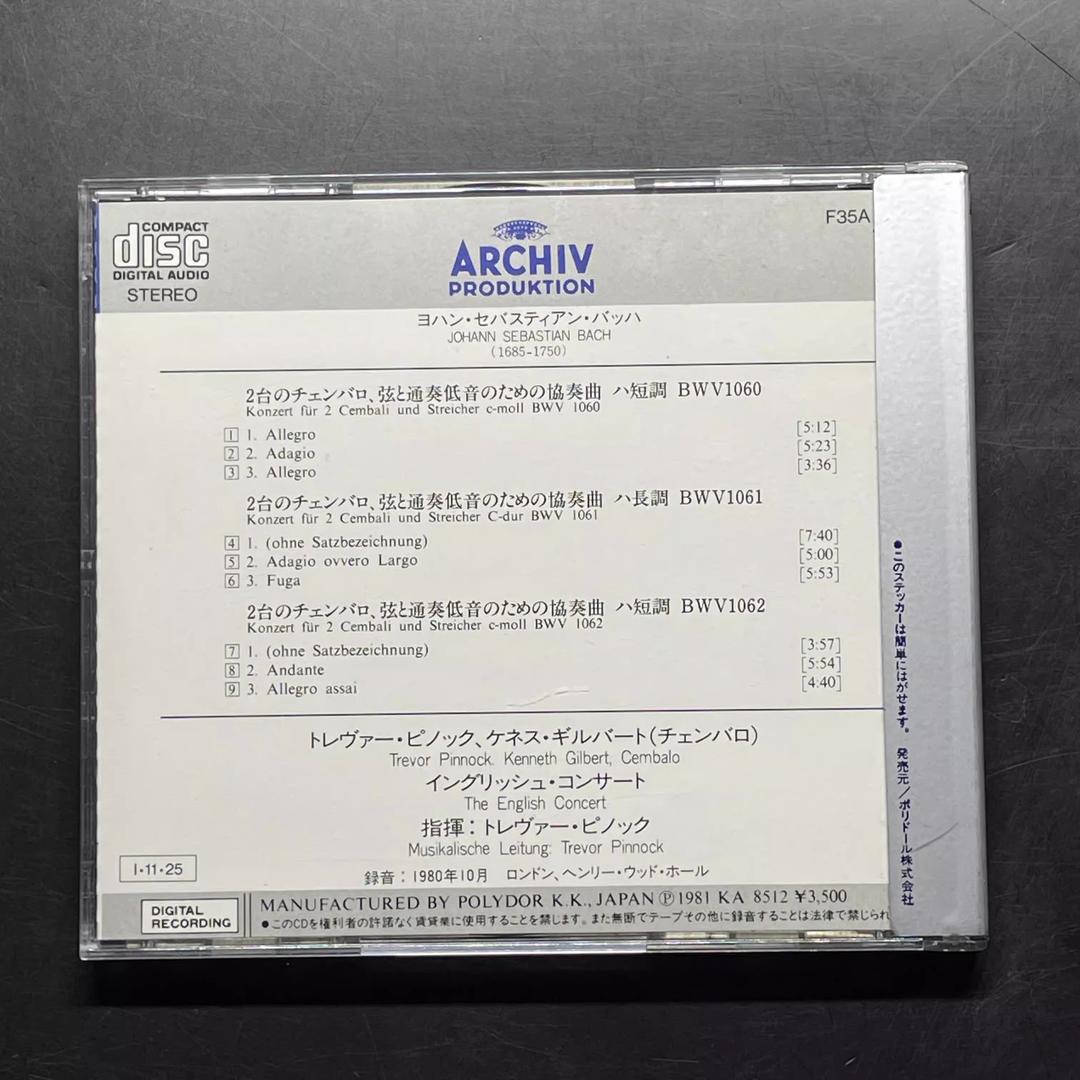 COMPACT
disc
DIGITAL AUDIO
STEREO
ARCHIV
PRODUKTION
F35A
ヨハン・セバスティアン・バッハ
JOHANN SEBASTIAN BACH
(1685-1750)
2台のチェンバロ、弦と通奏低音のための協奏曲 ハ短調 BWV1060
Konzert für 2 Cembali und Streicher c-moll BWV 1060
1 1. Allegro [5:12]
2 2. Adagio [5:23]
3 3. Allegro [3:36]
2台のチェンバロ、弦と通奏低音のための協奏曲 ハ長調 BWV1061
Konzert für 2 Cembali und Streicher C-dur BWV 1061
4 1. (ohne Satzbezeichnung) [7:40]
5 2. Adagio ovvero Largo [5:00]
6 3. Fuga [5:53]
2台のチェンバロ、弦と通奏低音のための協奏曲 ハ短調 BWV1062
Konzert für 2 Cembali und Streicher c-moll BWV 1062
7 1. (ohne Satzbezeichnung) [3:57]
8 2. Andante [5:54]
9 3. Allegro assai [4:40]
トレヴァー・ピノック、ケネス・ギルバート(チェンバロ)
Trevor Pinnock. Kenneth Gilbert, Cembalo
イングリッシュ・コンサート
The English Concert
指揮:トレヴァー・ピノック
Musikalische Leitung: Trevor Pinnock
録音:1980年10月 ロンドン、ヘンリー・ウッド・ホール
I・11・25
DIGITAL
RECORDING
MANUFACTURED BY POLYDOR K.K., JAPAN Ⓟ1981 KA 8512 ¥3,500
●このCDを権利者の許諾なく賃貸業に使用することを禁じます。また無断でテープその他に録音することは法律で禁じられ
●このステッカーは簡単にはがせます。 発売元/ポリドール株式会社